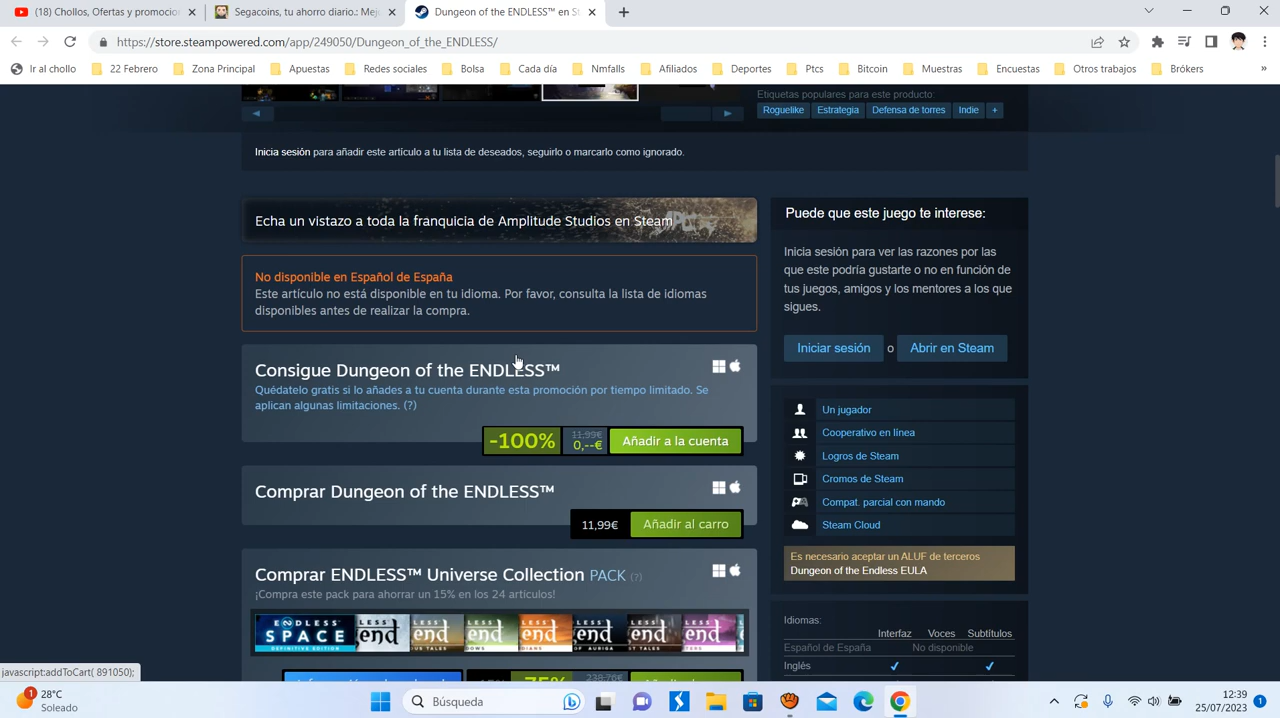 (18) Chollos, Ofertas y promocion
Segacoins, tu ahorro diario.: Mej
Dungeon of the ENDLESS™ en St
https://store.steampowered.com/app/249050/Dungeon_of_the_ENDLESS/
Ir al chollo
22 Febrero
Zona Principal
Apuestas
Redes sociales
Bolsa
Cada día
Nmfalls
Afiliados
Deportes
Ptcs
Bitcoin
Muestras
Encuestas
Otros trabajos
Brókers
»
Etiquetas populares para este producto:
Roguelike
Estrategia
Defensa de torres
Indie
+
Inicia sesión para añadir este artículo a tu lista de deseados, seguirlo o marcarlo como ignorado.
Echa un vistazo a toda la franquicia de Amplitude Studios en Steam
No disponible en Español de España
Este artículo no está disponible en tu idioma. Por favor, consulta la lista de idiomas
disponibles antes de realizar la compra.
Consigue Dungeon of the ENDLESS™
Quédatelo gratis si lo añades a tu cuenta durante esta promoción por tiempo limitado. Se
aplican algunas limitaciones. (?)
-100%
11,99€
0,--€
Añadir a la cuenta
Comprar Dungeon of the ENDLESS™
11,99€
Añadir al carro
Comprar ENDLESS™ Universe Collection PACK (?)
¡Compra este pack para ahorrar un 15% en los 24 artículos!
ENDLESS
SPACE
DEFINITIVE EDITION
-75%
238,76€
Puede que este juego te interese:
Inicia sesión para ver las razones por las
que este podría gustarte o no en función de
tus juegos, amigos y los mentores a los que
sigues.
Iniciar sesión
o
Abrir en Steam
Un jugador
Cooperativo en línea
Logros de Steam
Cromos de Steam
Compat. parcial con mando
Steam Cloud
Es necesario aceptar un ALUF de terceros
Dungeon of the Endless EULA
Idiomas:
Interfaz Voces Subtítulos
Español de España No disponible
Inglés ✔ ✔
javascript:addToCart( 891050);
1
28°C
Soleado
Búsqueda
12:39
25/07/2023
1